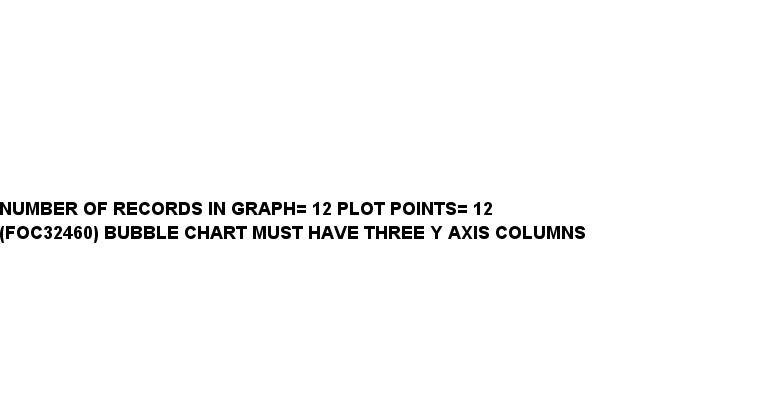 NUMBER OF RECORDS IN GRAPH= 12 PLOT POINTS= 12
(FOC32460) BUBBLE CHART MUST HAVE THREE Y AXIS COLUMNS